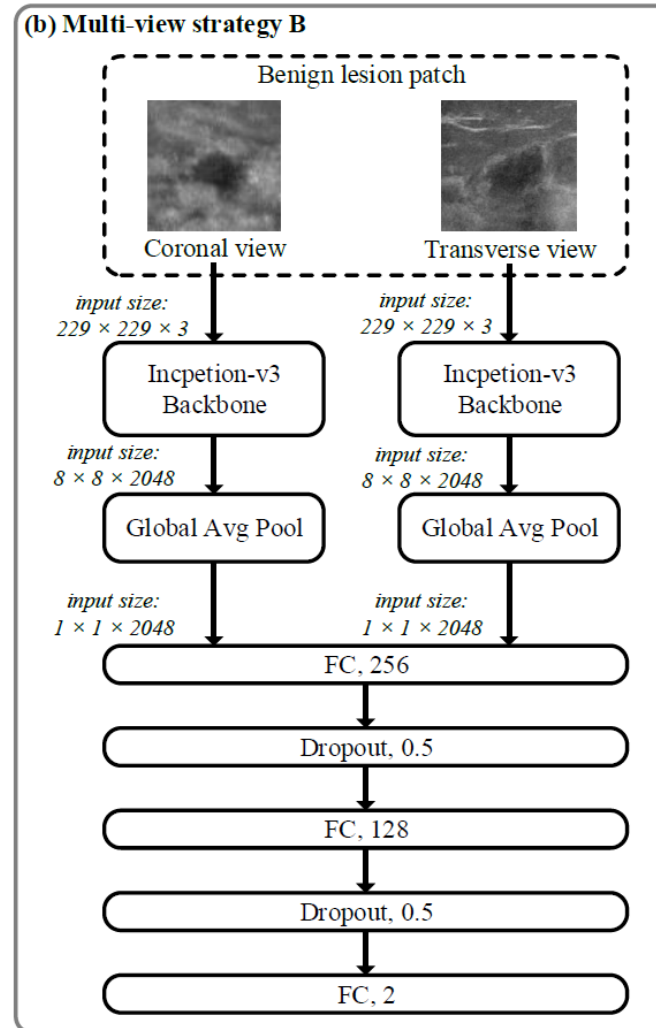 (b) Multi-view strategy B
Benign lesion patch
Coronal view
Transverse view
input size:
229 × 229 × 3
input size:
229 × 229 × 3
Incpetion-v3
Backbone
Incpetion-v3
Backbone
input size:
8 × 8 × 2048
input size:
8 × 8 × 2048
Global Avg Pool
Global Avg Pool
input size:
1 × 1 × 2048
input size:
1 × 1 × 2048
FC, 256
Dropout, 0.5
FC, 128
Dropout, 0.5
FC, 2